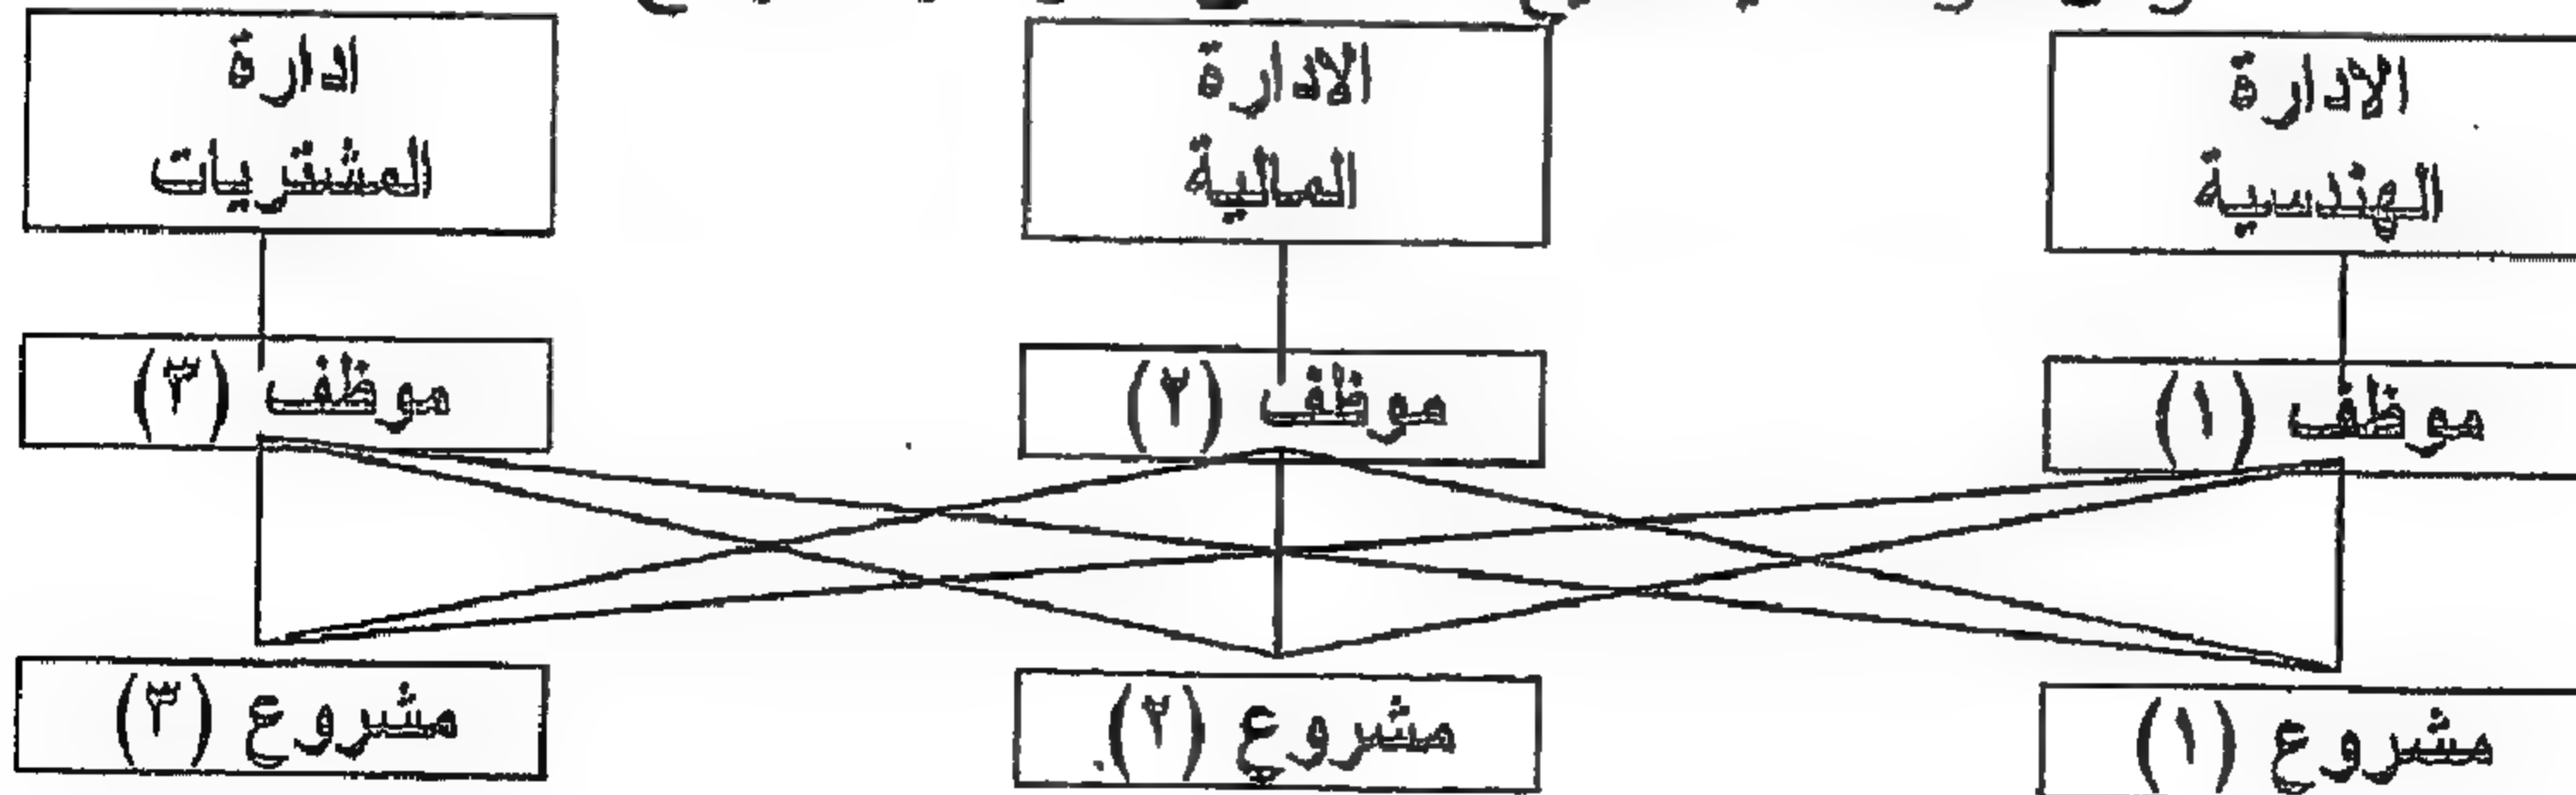 الادارة
الهندسية
الادارة
المالية
ادارة
المشتريات
موظف (١)
موظف (٢)
موظف (٣)
مشروع (١)
مشروع (٢)
مشروع (٣)